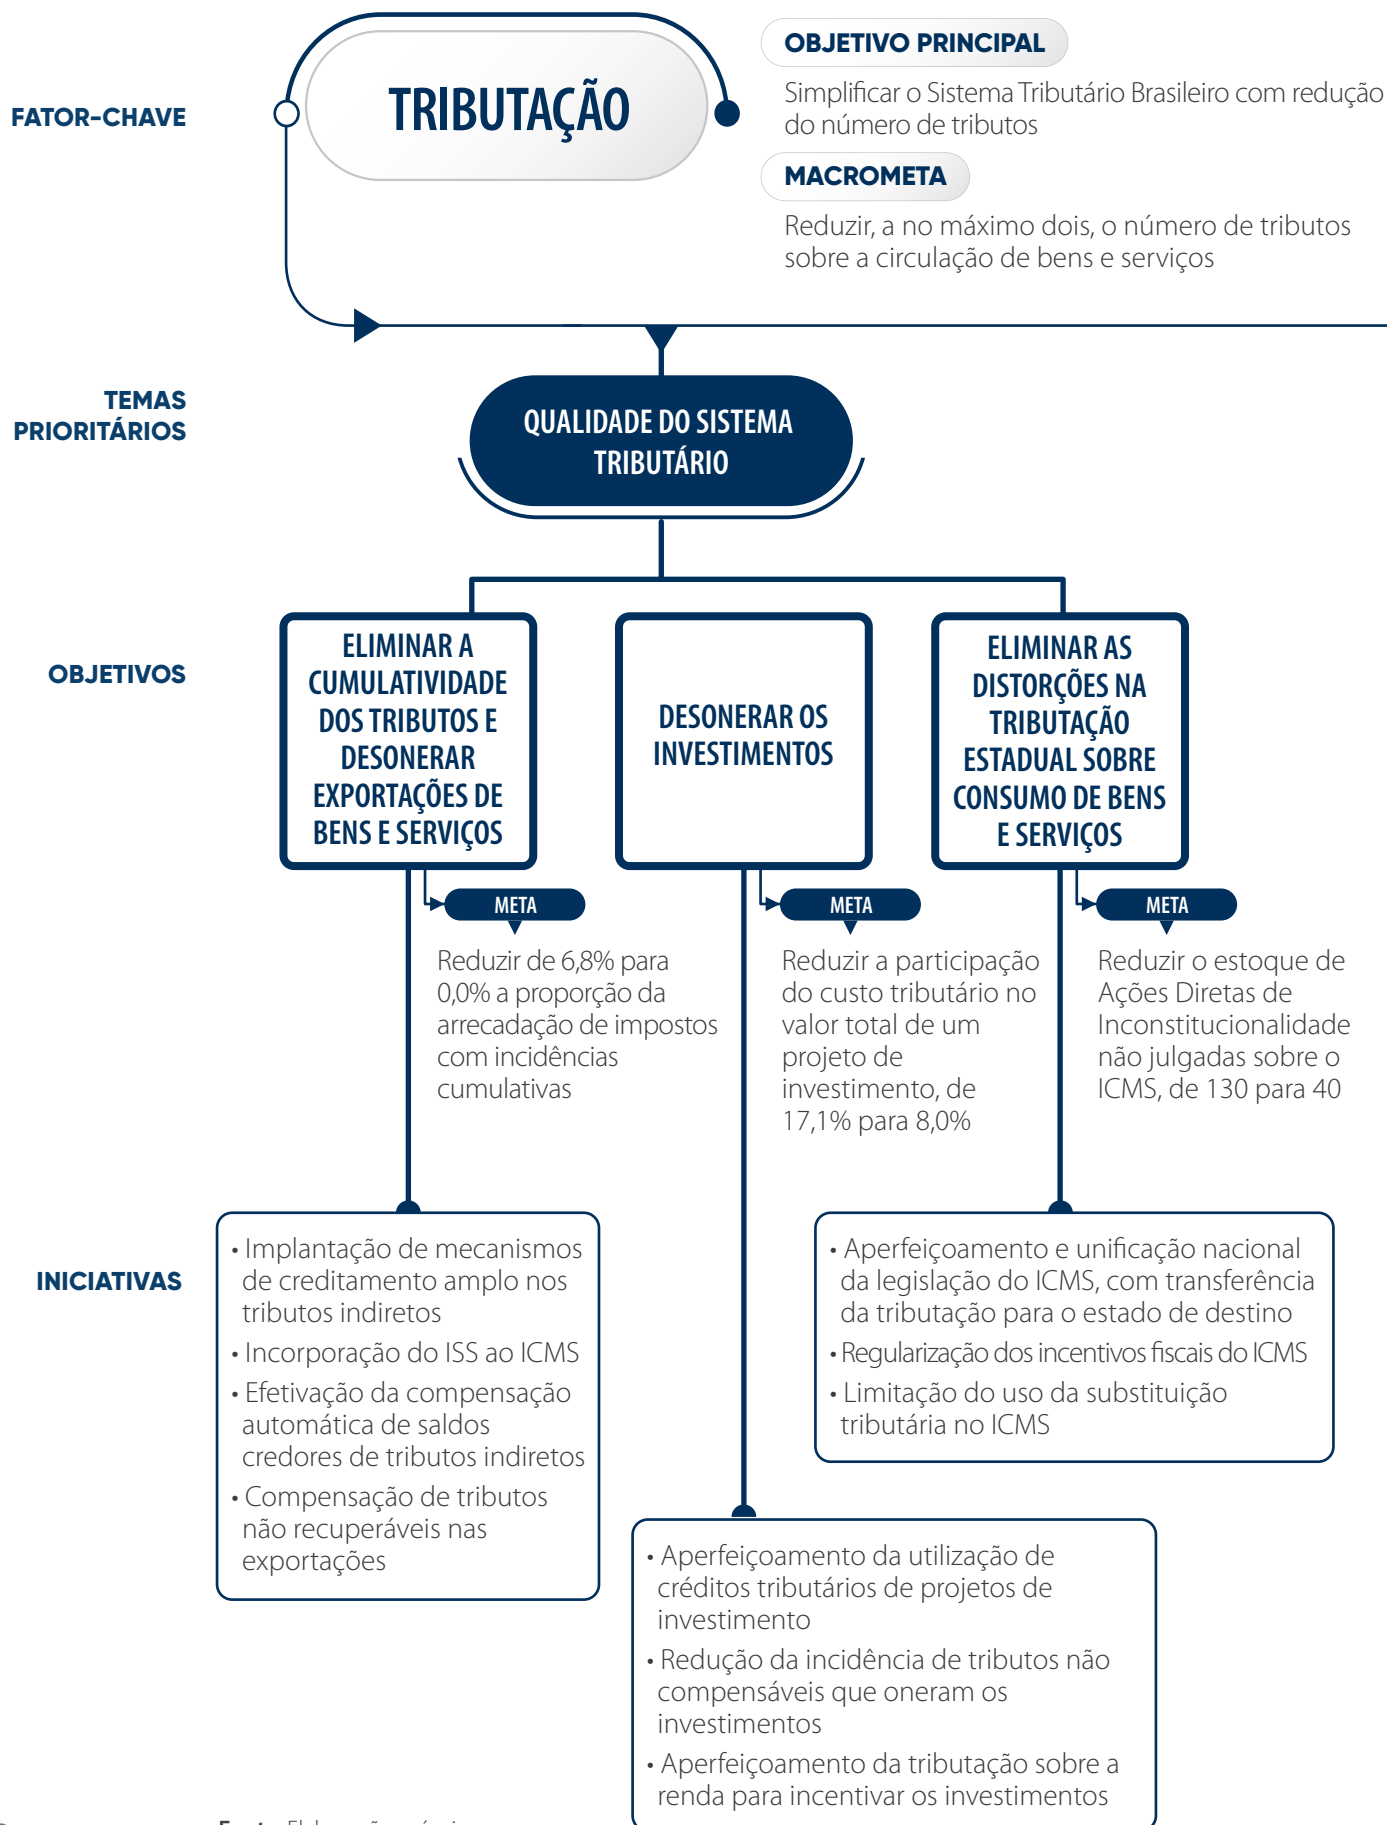 FATOR-CHAVE
TRIBUTAÇÃO
OBJETIVO PRINCIPAL
Simplificar o Sistema Tributário Brasileiro com redução
do número de tributos
MACROMETA
Reduzir, a no máximo dois, o número de tributos
sobre a circulação de bens e serviços
TEMAS
PRIORITÁRIOS
QUALIDADE DO SISTEMA
TRIBUTÁRIO
OBJETIVOS
ELIMINAR A
CUMULATIVIDADE
DOS TRIBUTOS E
DESONERAR
EXPORTAÇÕES DE
BENS E SERVIÇOS
META
Reduzir de 6,8% para
0,0% a proporção da
arrecadação de impostos
com incidências
cumulativas
DESONERAR OS
INVESTIMENTOS
META
Reduzir a participação
do custo tributário no
valor total de um
projeto de
investimento, de
17,1% para 8,0%
ELIMINAR AS
DISTORÇÕES NA
TRIBUTAÇÃO
ESTADUAL SOBRE
CONSUMO DE BENS
E SERVIÇOS
META
Reduzir o estoque de
Ações Diretas de
Inconstitucionalidade
não julgadas sobre o
ICMS, de 130 para 40
INICIATIVAS
• Implantação de mecanismos
de creditamento amplo nos
tributos indiretos
• Incorporação do ISS ao ICMS
• Efetivação da compensação
automática de saldos
credores de tributos indiretos
• Compensação de tributos
não recuperáveis nas
exportações
• Aperfeiçoamento da utilização de
créditos tributários de projetos de
investimento
• Redução da incidência de tributos não
compensáveis que oneram os
investimentos
• Aperfeiçoamento da tributação sobre a
renda para incentivar os investimentos
• Aperfeiçoamento e unificação nacional
da legislação do ICMS, com transferência
da tributação para o estado de destino
• Regularização dos incentivos fiscais do ICMS
• Limitação do uso da substituição
tributária no ICMS